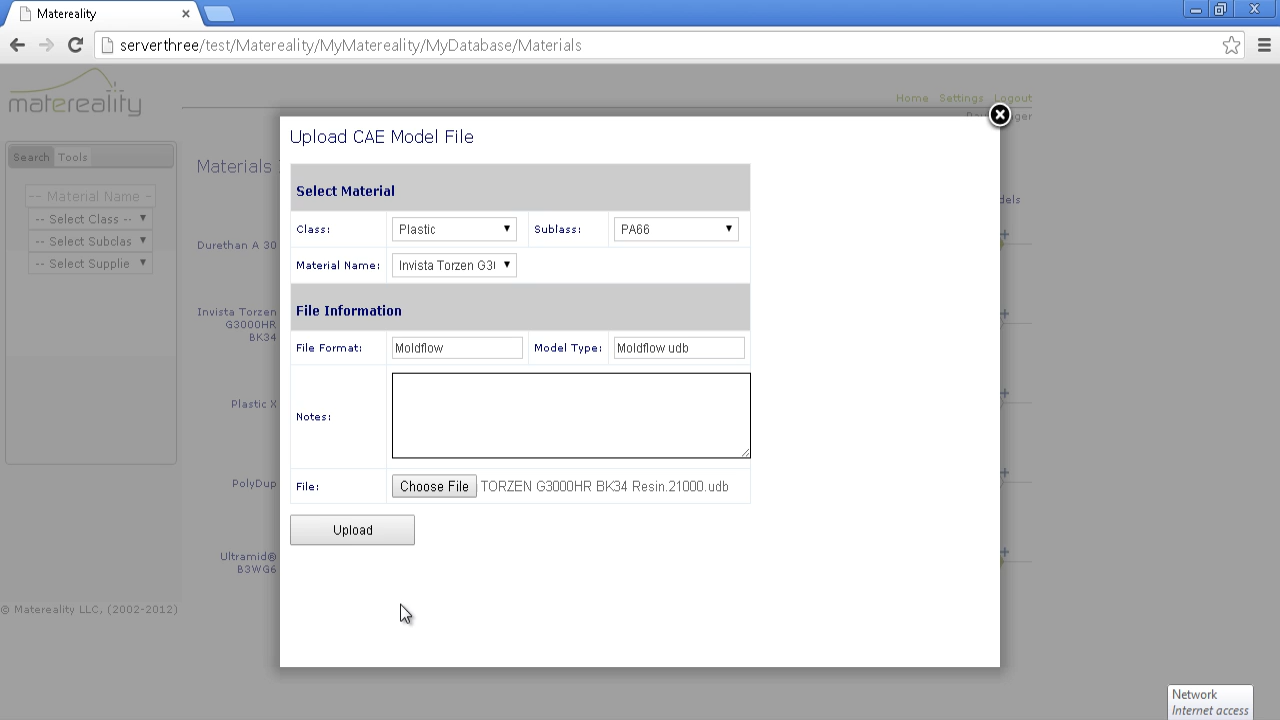 Matereality
serverthree/test/Matereality/MyMatereality/MyDatabase/Materials
matereality
Home Settings Logout
Search Tools
-- Material Name -
-- Select Class --
-- Select Subclas
-- Select Supplie
Materials
Durethan A 30
Invista Torzen
G3000HR
BK34
Plastic X
PolyDup
Ultramid®
B3WG6
© Matereality LLC, (2002-2012)
Upload CAE Model File
Select Material
Class: Plastic Sublass: PA66
Material Name: Invista Torzen G3(
File Information
File Format: Moldflow Model Type: Moldflow udb
Notes:
File: Choose File TORZEN G3000HR BK34 Resin.21000.udb
Upload
Network
Internet access